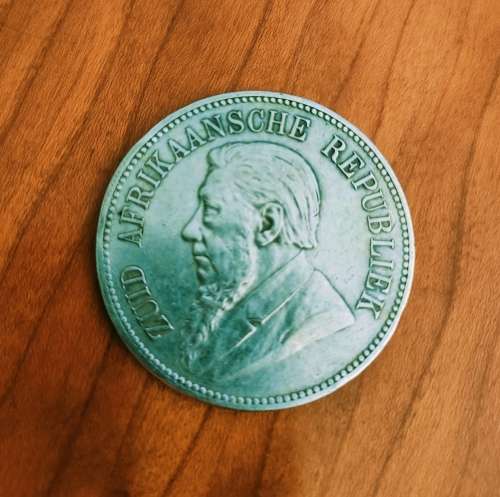 ZUID AFRIKAANSCHE REPUBLIEK